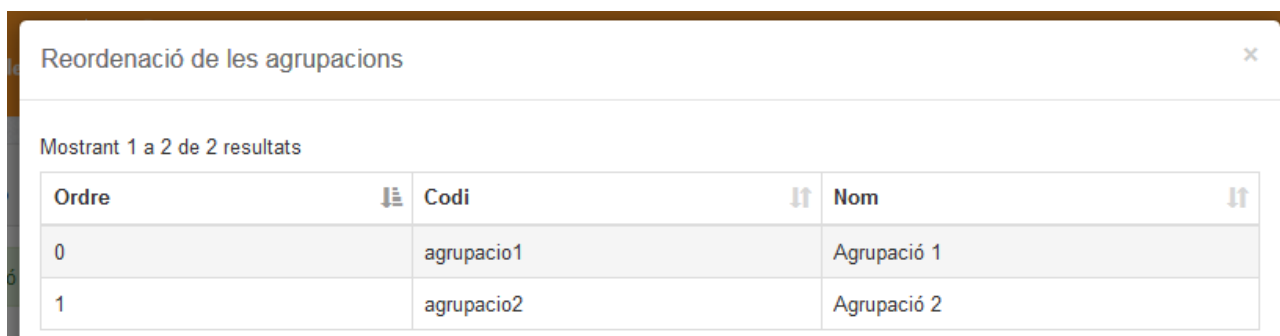 Reordenació de les agrupacions ×
Mostrant 1 a 2 de 2 resultats
Ordre Codi Nom
0 agrupacio1 Agrupació 1
1 agrupacio2 Agrupació 2